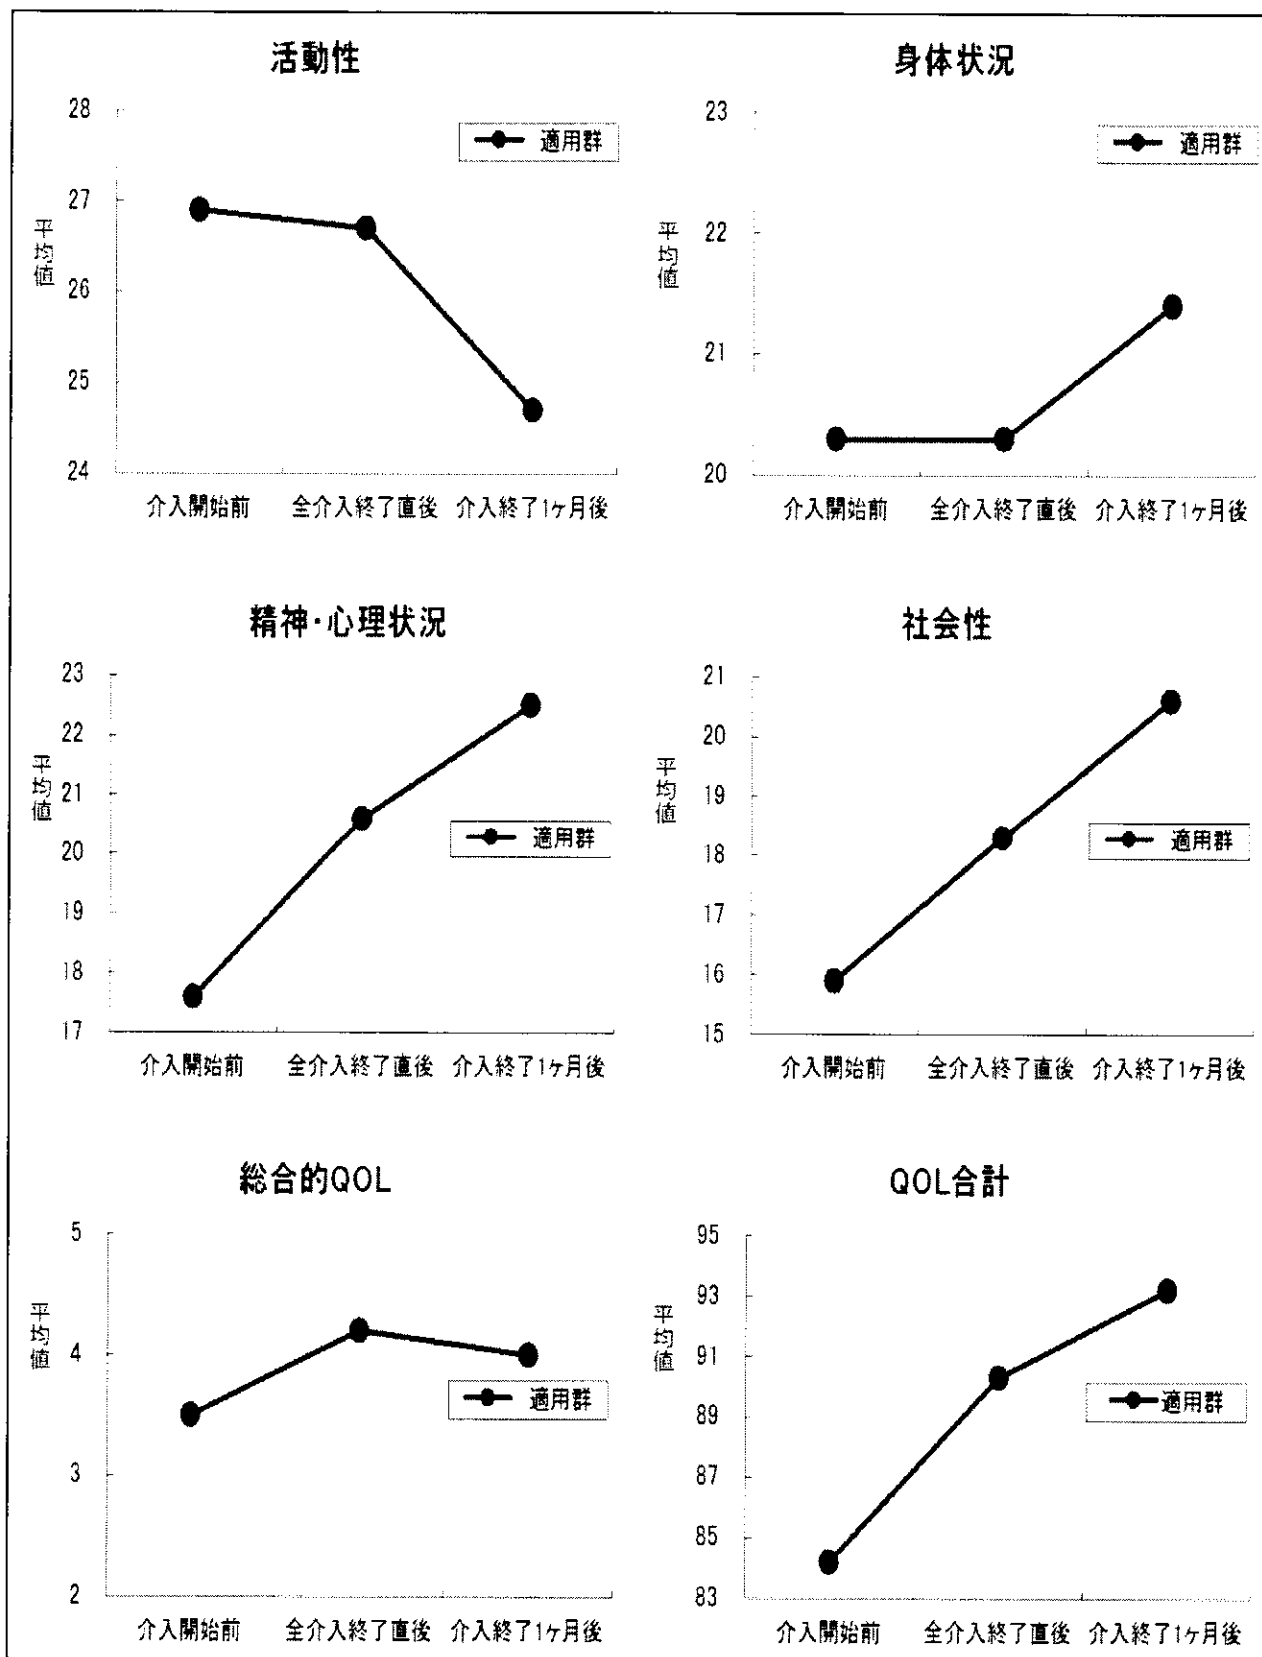 活動性
28
27
26
25
24
平均値
適用群
介入開始前 全介入終了直後 介入終了1ヶ月後
身体状況
23
22
21
20
平均値
適用群
介入開始前 全介入終了直後 介入終了1ヶ月後
精神・心理状況
23
22
21
20
19
18
17
平均値
適用群
介入開始前 全介入終了直後 介入終了1ヶ月後
社会性
21
20
19
18
17
16
15
平均値
適用群
介入開始前 全介入終了直後 介入終了1ヶ月後
総合的QOL
5
4
3
2
平均値
適用群
介入開始前 全介入終了直後 介入終了1ヶ月後
QOL合計
95
93
91
89
87
85
83
平均値
適用群
介入開始前 全介入終了直後 介入終了1ヶ月後